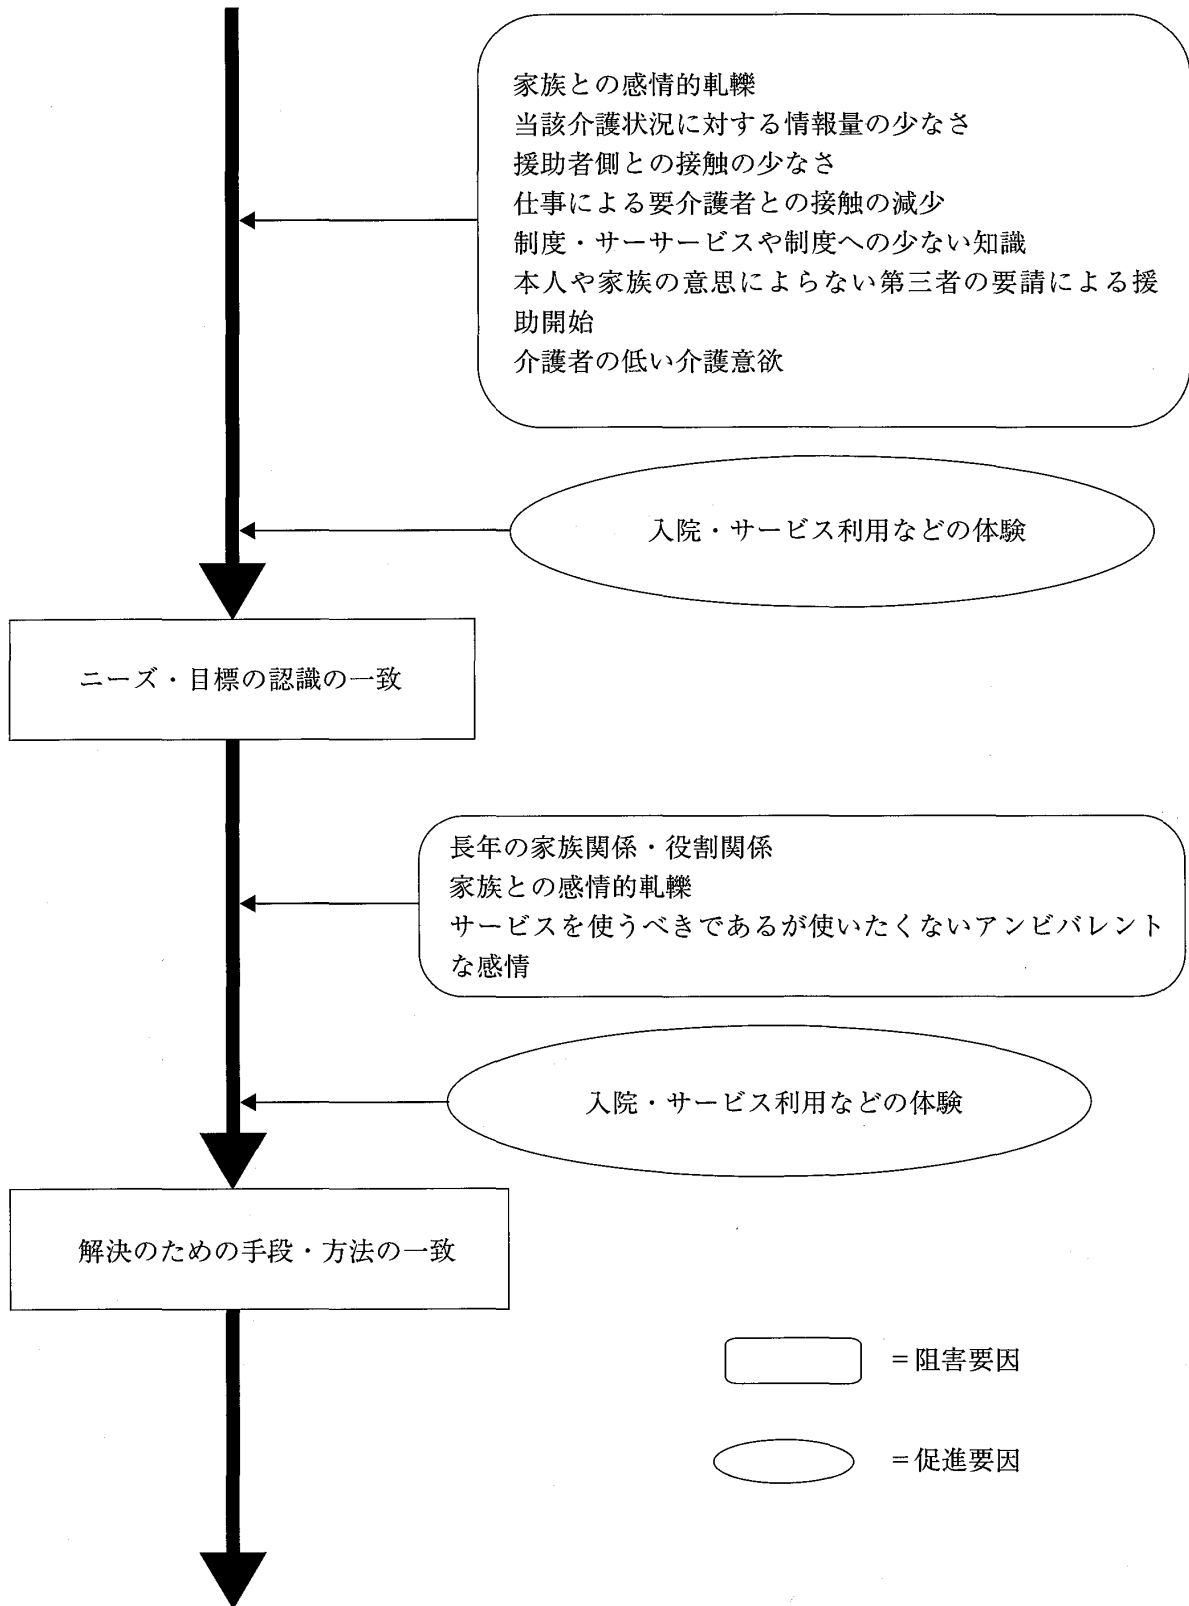 家族との感情的軋轢
当該介護状況に対する情報量の少なさ
援助者側との接触の少なさ
仕事による要介護者との接触の減少
制度・サーサービスや制度への少ない知識
本人や家族の意思によらない第三者の要請による援
助開始
介護者の低い介護意欲
入院・サービス利用などの体験
ニーズ・目標の認識の一致
長年の家族関係・役割関係
家族との感情的軋轢
サービスを使うべきであるが使いたくないアンビバレント
な感情
入院・サービス利用などの体験
解決のための手段・方法の一致
=阻害要因
=促進要因